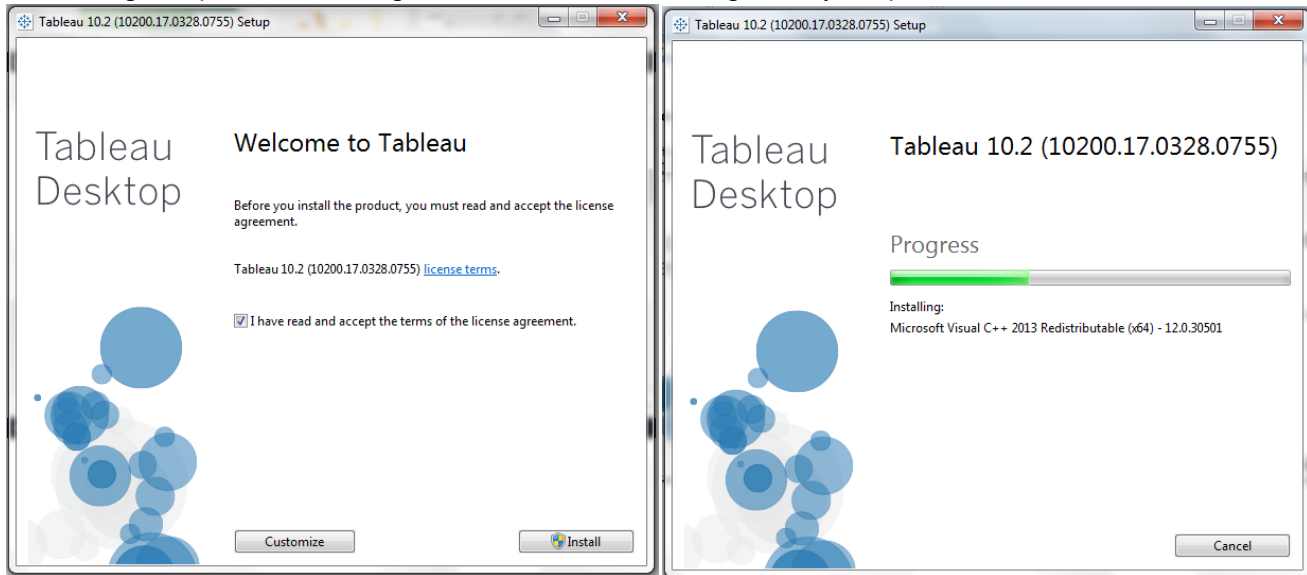 Tableau 10.2 (10200.17.0328.0755) Setup
Tableau
Desktop
Welcome to Tableau
Before you install the product, you must read and accept the license
agreement.
Tableau 10.2 (10200.17.0328.0755) license terms.
I have read and accept the terms of the license agreement.
Customize
Install
Tableau 10.2 (10200.17.0328.0755) Setup
Tableau
Desktop
Tableau 10.2 (10200.17.0328.0755)
Progress
Installing:
Microsoft Visual C++ 2013 Redistributable (x64) - 12.0.30501
Cancel